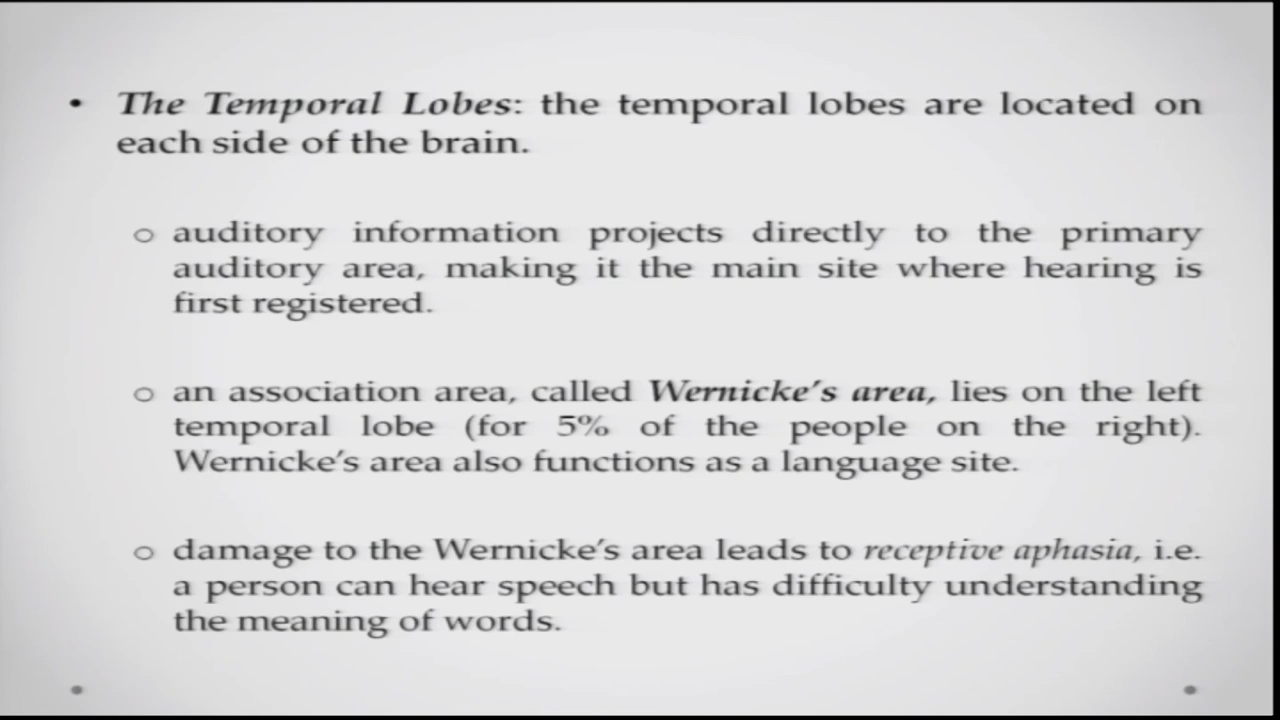 • The Temporal Lobes: the temporal lobes are located on
each side of the brain.
o auditory information projects directly to the primary
auditory area, making it the main site where hearing is
first registered.
o an association area, called Wernicke's area, lies on the left
temporal lobe (for 5% of the people on the right).
Wernicke's area also functions as a language site.
o damage to the Wernicke's area leads to receptive aphasia, i.e.
a person can hear speech but has difficulty understanding
the meaning of words.